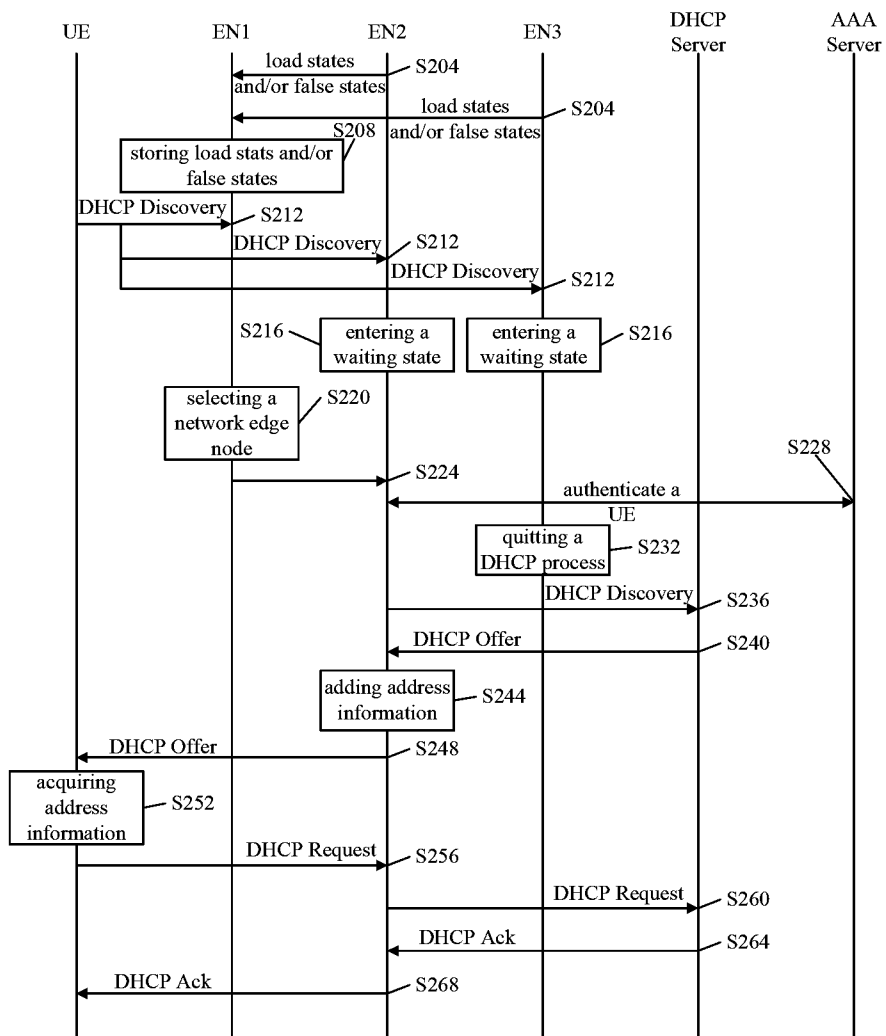 UE
EN1
EN2
EN3
DHCP
Server
AAA
Server
load states
and/or false states
S204
load states
and/or false states
S204
S208
storing load stats and/or
false states
DHCP Discovery
S212
DHCP Discovery
S212
DHCP Discovery
S212
S216
entering a
waiting state
entering a
waiting state
S216
selecting a
network edge
node
S220
S224
S228
authenticate a
UE
quitting a
DHCP process
S232
DHCP Discovery
S236
DHCP Offer
S240
adding address
information
S244
DHCP Offer
S248
acquiring
address
information
S252
DHCP Request
S256
DHCP Request
S260
DHCP Ack
S264
DHCP Ack
S268